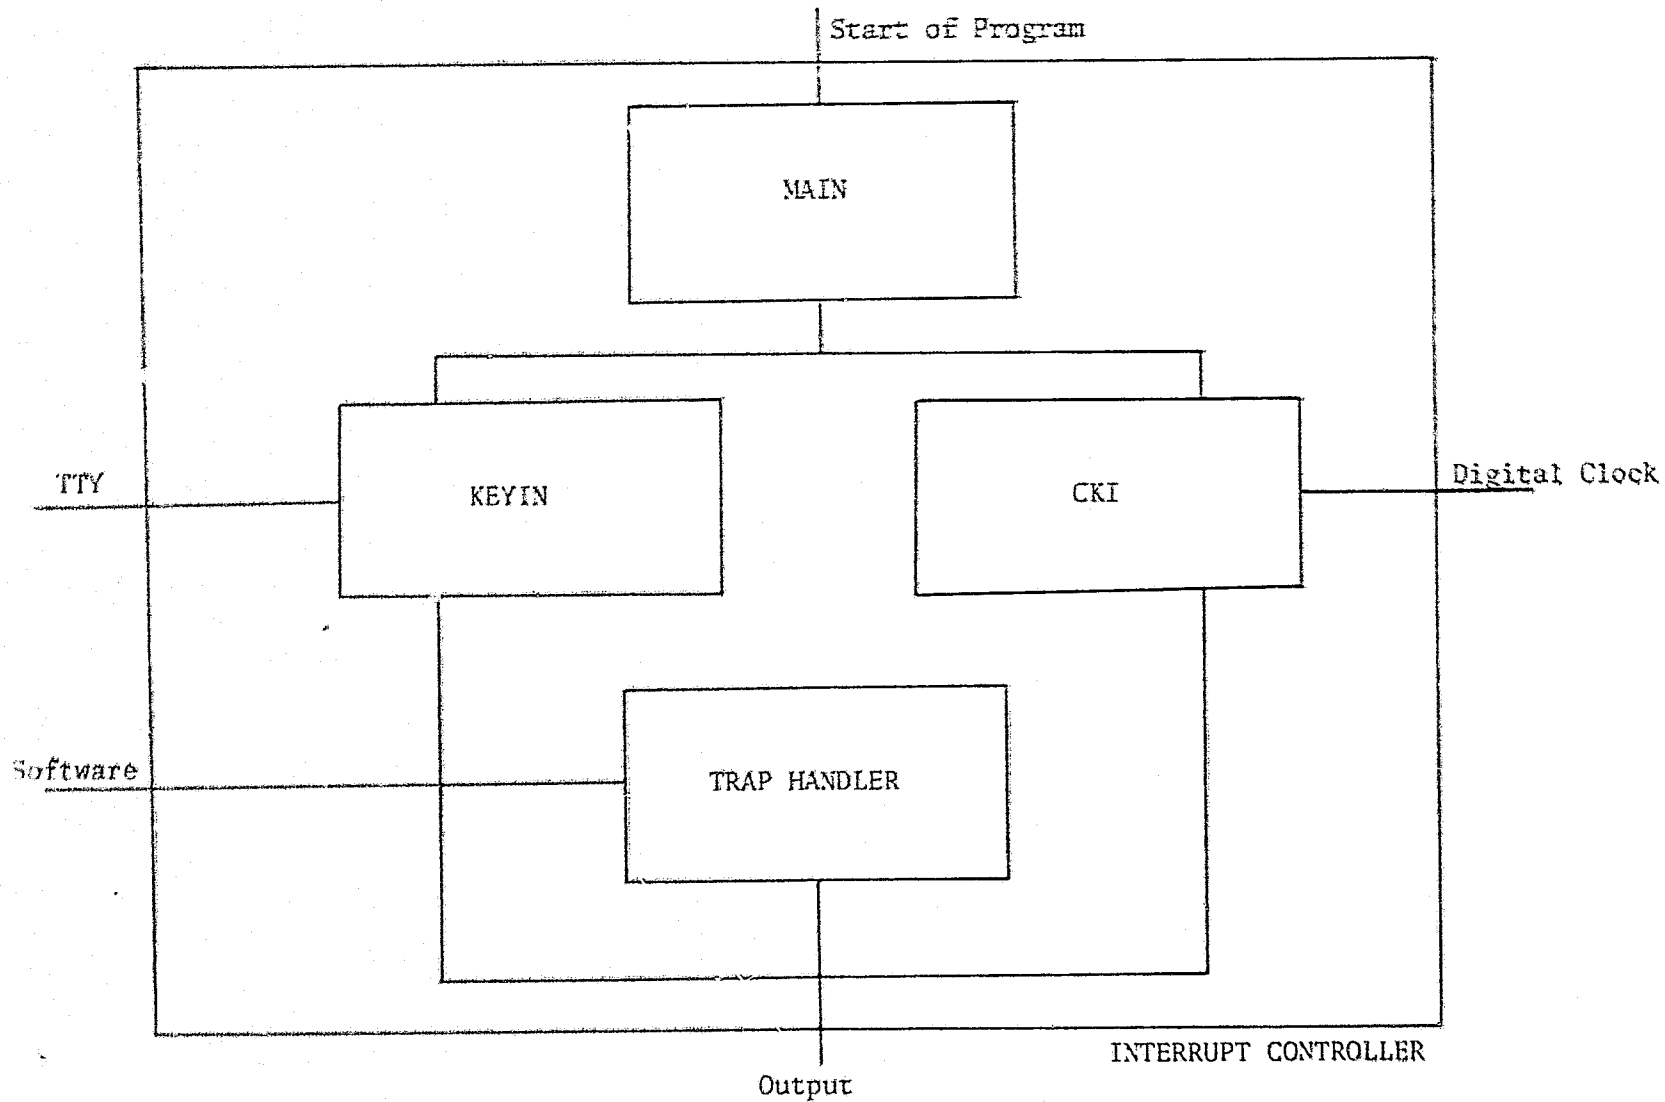 Start of Program
MAIN
TTY
KEYIN
CKI
Digital Clock
Software
TRAP HANDLER
INTERRUPT CONTROLLER
Output